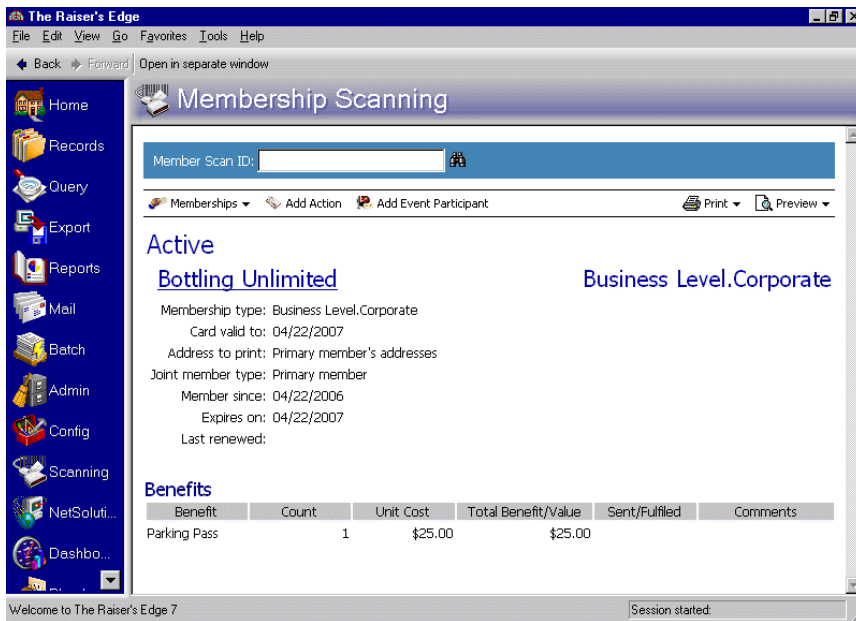 The Raiser's Edge
File Edit View Go Favorites Tools Help
Back Forward Open in separate window
Home
Records
Query
Export
Reports
Mail
Batch
Admin
Config
Scanning
NetSoluti...
Dashbo...
Membership Scanning
Member Scan ID:
Memberships Add Action Add Event Participant Print Preview
Active
Bottling Unlimited Business Level.Corporate
Membership type: Business Level.Corporate
Card valid to: 04/22/2007
Address to print: Primary member's addresses
Joint member type: Primary member
Member since: 04/22/2006
Expires on: 04/22/2007
Last renewed:
Benefits
Benefit Count Unit Cost Total Benefit/Value Sent/Fulfilled Comments
Parking Pass 1 $25.00 $25.00
Welcome to The Raiser's Edge 7 Session started: